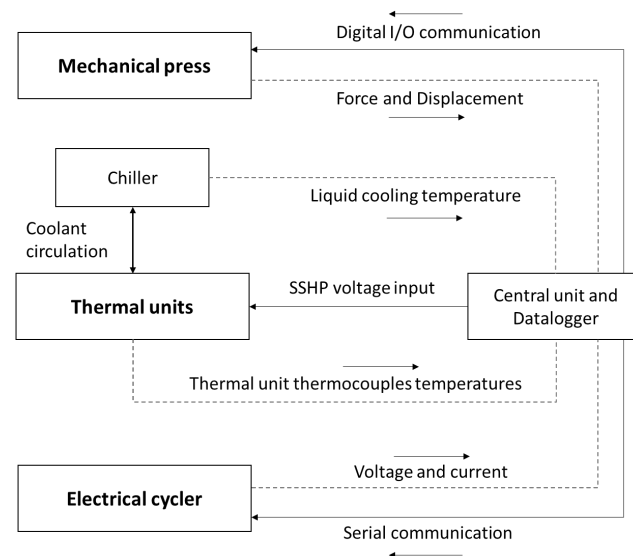 Digital I/O communication
Mechanical press
Force and Displacement
Chiller
Liquid cooling temperature
Coolant
circulation
SSHP voltage input
Thermal units
Central unit and
Datalogger
Thermal unit thermocouples temperatures
Voltage and current
Electrical cycler
Serial communication